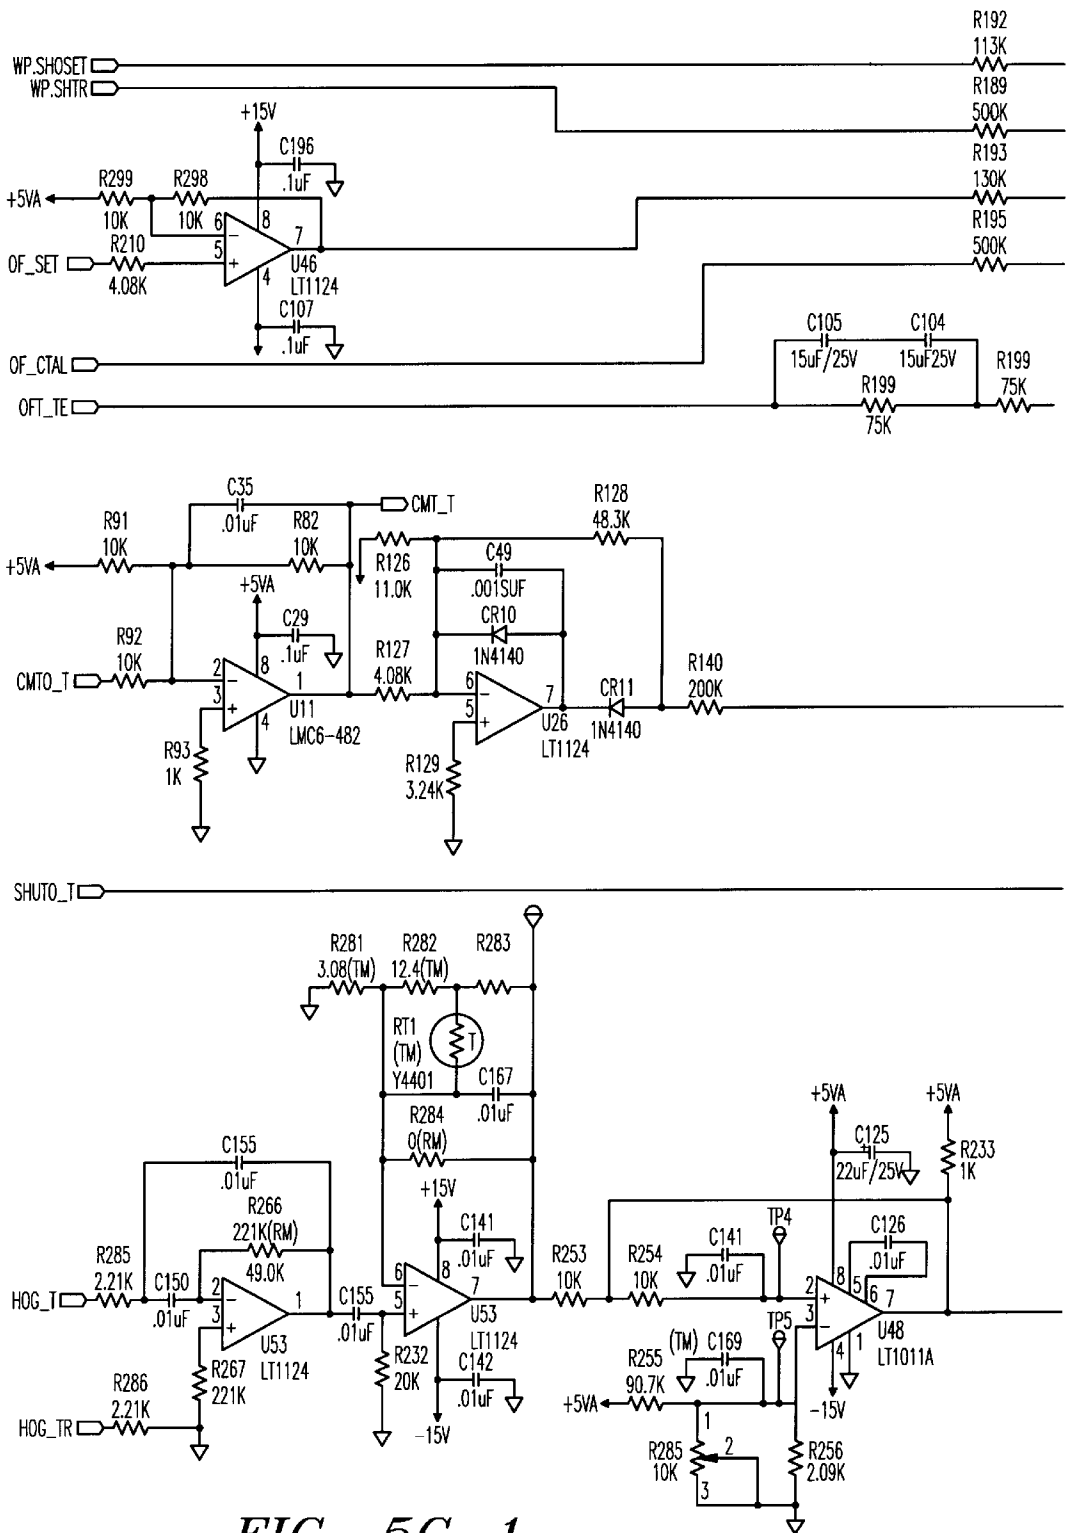 R192
113K
WP.SHOSET
WP.SHTR
R189
500K
+15V
C196
.1uF
R193
130K
R299
10K
R298
10K
+5VA
6
5
8
7
4
R210
4.08K
OF_SET
U46
LT1124
R195
500K
C107
.1uF
C105
15uF/25V
C104
15uF25V
OF_CTAL
R199
75K
OFT_TE
R199
75K
C35
.01uF
CMT_T
R128
48.3K
R91
10K
R82
10K
+5VA
R126
11.0K
C49
.001SUF
+5VA
C29
.1uF
CR10
1N4140
R92
10K
R127
4.08K
R140
200K
CMTO_T
2
3
8
1
4
U11
LMC6-482
6
5
7
U26
LT1124
CR11
1N4140
R93
1K
R129
3.24K
SHUTO_T
R281
3.08(TM)
R282
12.4(TM)
R283
RT1
(TM)
Y4401
T
C167
.01uF
R284
0(RM)
+5VA
+5VA
C125
+
22uF/25V
R233
1K
C155
.01uF
R266
221K(RM)
49.0K
+15V
C141
.01uF
TP4
C141
.01uF
C126
.01uF
R285
2.21K
C150
.01uF
HOG_T
2
3
1
U53
LT1124
C155
.01uF
6
5
8
7
U53
LT1124
R253
10K
R254
10K
2
3
8
5
6
7
4
1
U48
LT1011A
TP5
R267
221K
R232
20K
C142
.01uF
-15V
(TM)
C169
.01uF
R255
90.7K
+5VA
-15V
R286
2.21K
HOG_TR
1
2
3
R285
10K
R256
2.09K
FIG. 5C-1